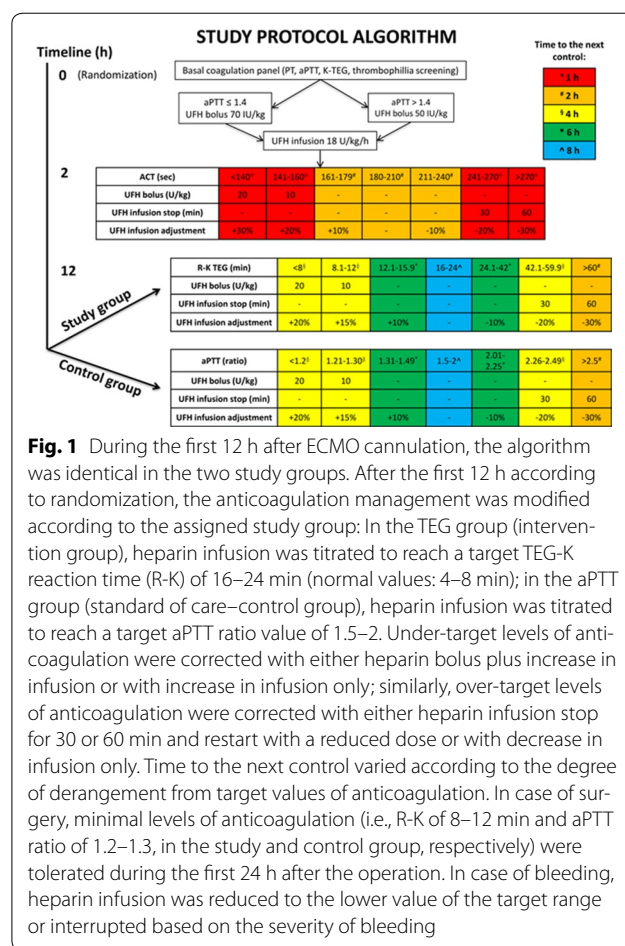 STUDY PROTOCOL ALGORITHM
Timeline (h)
0 (Randomization)
Basal coagulation panel (PT, aPTT, K-TEG, thrombophillia screening)
aPTT ≤ 1.4
UFH bolus 70 IU/kg
aPTT > 1.4
UFH bolus 50 IU/kg
UFH infusion 18 U/kg/h
Time to the next
control:
° 1 h
# 2 h
§ 4 h
* 6 h
^ 8 h
2
ACT (sec) <140° 141-160° 161-179# 180-210# 211-240# 241-270° >270°
UFH bolus (U/kg) 20 10 - - - - -
UFH infusion stop (min) - - - - - 30 60
UFH infusion adjustment +30% +20% +10% - -10% -20% -30%
12
Study group
R-K TEG (min) <8§ 8.1-12§ 12.1-15.9* 16-24^ 24.1-42* 42.1-59.9§ >60#
UFH bolus (U/kg) 20 10 - - - - -
UFH infusion stop (min) - - - - - 30 60
UFH infusion adjustment +20% +15% +10% - -10% -20% -30%
Control group
aPTT (ratio) <1.2§ 1.21-1.30§ 1.31-1.49* 1.5-2^ 2.01-2.25* 2.26-2.49§ >2.5#
UFH bolus (U/kg) 20 10 - - - - -
UFH infusion stop (min) - - - - - 30 60
UFH infusion adjustment +20% +15% +10% - -10% -20% -30%
Fig. 1 During the first 12 h after ECMO cannulation, the algorithm
was identical in the two study groups. After the first 12 h according
to randomization, the anticoagulation management was modified
according to the assigned study group: In the TEG group (interven-
tion group), heparin infusion was titrated to reach a target TEG-K
reaction time (R-K) of 16–24 min (normal values: 4–8 min); in the aPTT
group (standard of care–control group), heparin infusion was titrated
to reach a target aPTT ratio value of 1.5–2. Under-target levels of anti-
coagulation were corrected with either heparin bolus plus increase in
infusion or with increase in infusion only; similarly, over-target levels
of anticoagulation were corrected with either heparin infusion stop
for 30 or 60 min and restart with a reduced dose or with decrease in
infusion only. Time to the next control varied according to the degree
of derangement from target values of anticoagulation. In case of sur-
gery, minimal levels of anticoagulation (i.e., R-K of 8–12 min and aPTT
ratio of 1.2–1.3, in the study and control group, respectively) were
tolerated during the first 24 h after the operation. In case of bleeding,
heparin infusion was reduced to the lower value of the target range
or interrupted based on the severity of bleeding